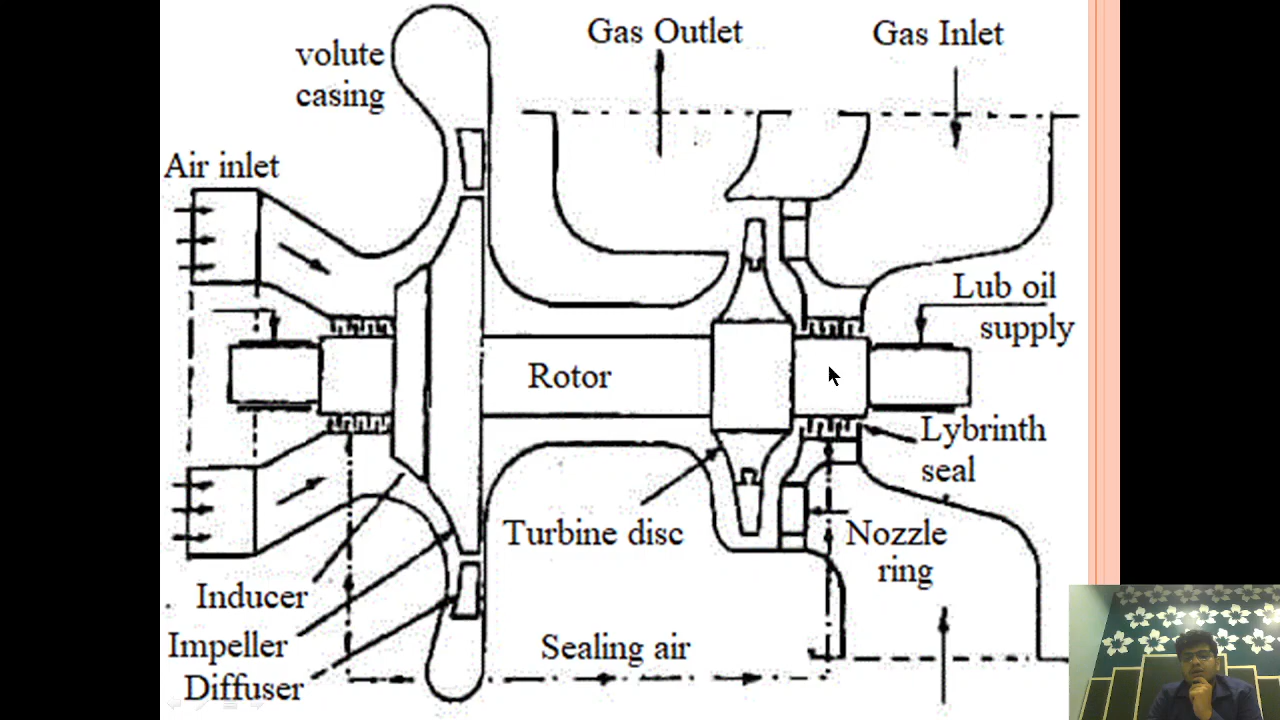 Gas Outlet
Gas Inlet
volute
casing
Air inlet
Lub oil
supply
Rotor
Lybrinth
seal
Turbine disc
Nozzle
ring
Inducer
Impeller
Sealing air
Diffuser